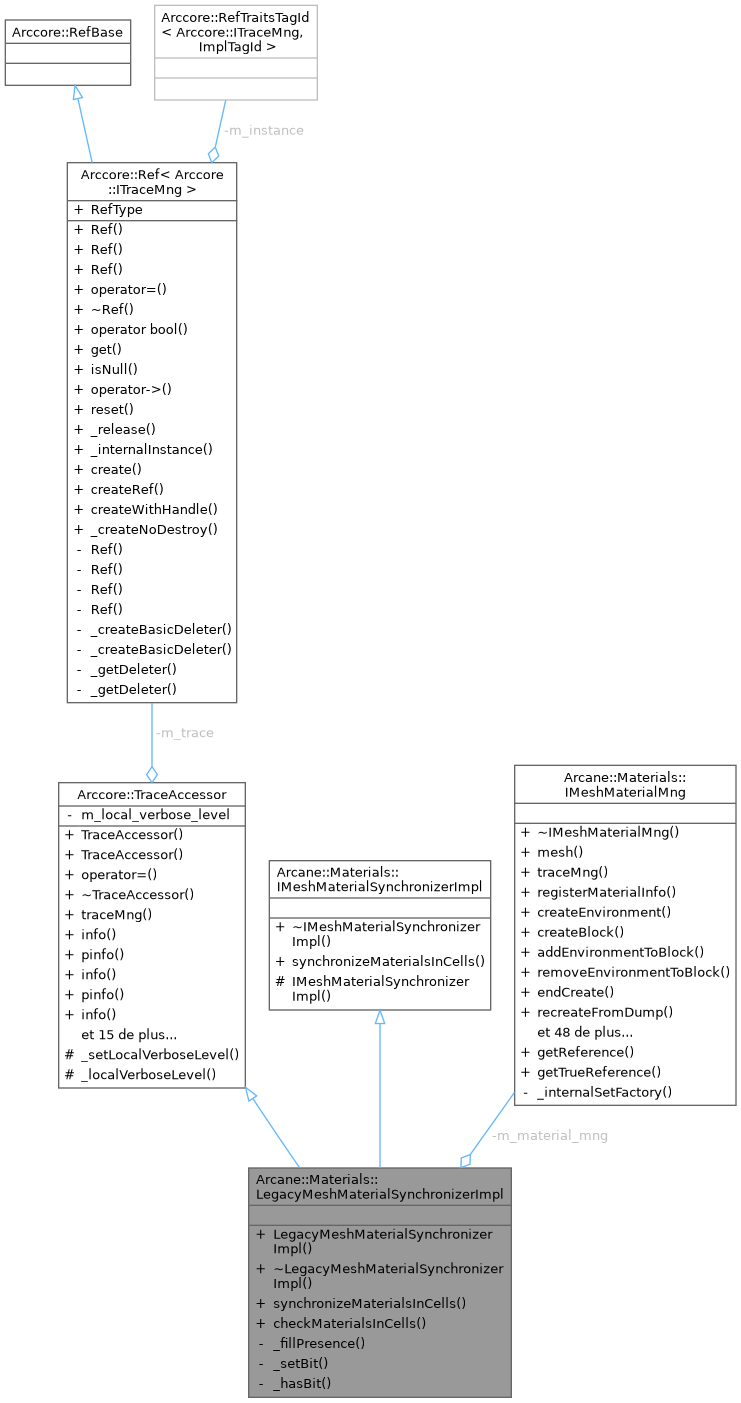 Arccore::RefBase
Arccore::RefTraitsTagId
< Arccore::ITraceMng,
ImplTagId >
-m_instance
Arccore::Ref< Arccore
::ITraceMng >
+ RefType
+ Ref()
+ Ref()
+ Ref()
+ operator=()
+ ~Ref()
+ operator bool()
+ get()
+ isNull()
+ operator->()
+ reset()
+ _release()
+ _internalInstance()
+ create()
+ createRef()
+ createWithHandle()
+ _createNoDestroy()
- Ref()
- Ref()
- Ref()
- Ref()
- _createBasicDeleter()
- _createBasicDeleter()
- _getDeleter()
- _getDeleter()
-m_trace
Arccore::TraceAccessor
- m_local_verbose_level
+ TraceAccessor()
+ TraceAccessor()
+ operator=()
+ ~TraceAccessor()
+ traceMng()
+ info()
+ pinfo()
+ info()
+ pinfo()
+ info()
et 15 de plus...
# _setLocalVerboseLevel()
# _localVerboseLevel()
Arcane::Materials::
IMeshMaterialSynchronizerImpl
+ ~IMeshMaterialSynchronizer
Impl()
+ synchronizeMaterialsInCells()
# IMeshMaterialSynchronizer
Impl()
Arcane::Materials::
IMeshMaterialMng
+ ~IMeshMaterialMng()
+ mesh()
+ traceMng()
+ registerMaterialInfo()
+ createEnvironment()
+ createBlock()
+ addEnvironmentToBlock()
+ removeEnvironmentToBlock()
+ endCreate()
+ recreateFromDump()
et 48 de plus...
+ getReference()
+ getTrueReference()
- _internalSetFactory()
-m_material_mng
Arcane::Materials::
LegacyMeshMaterialSynchronizerImpl
+ LegacyMeshMaterialSynchronizer
Impl()
+ ~LegacyMeshMaterialSynchronizer
Impl()
+ synchronizeMaterialsInCells()
+ checkMaterialsInCells()
- _fillPresence()
- _setBit()
- _hasBit()